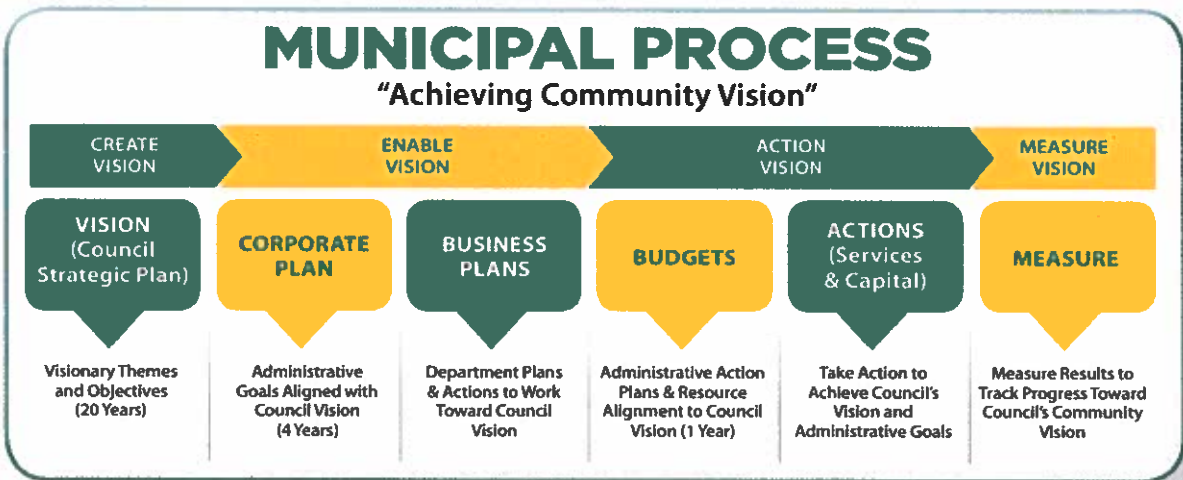 MUNICIPAL PROCESS
"Achieving Community Vision"
CREATE
VISION
ENABLE
VISION
ACTION
VISION
MEASURE
VISION
VISION
(Council
Strategic Plan)
CORPORATE
PLAN
BUSINESS
PLANS
BUDGETS
ACTIONS
(Services
& Capital)
MEASURE
Visionary Themes
and Objectives
(20 Years)
Administrative
Goals Aligned with
Council Vision
(4 Years)
Department Plans
& Actions to Work
Toward Council
Vision
Administrative Action
Plans & Resource
Alignment to Council
Vision (1 Year)
Take Action to
Achieve Council's
Vision and
Administrative Goals
Measure Results to
Track Progress Toward
Council's Community
Vision